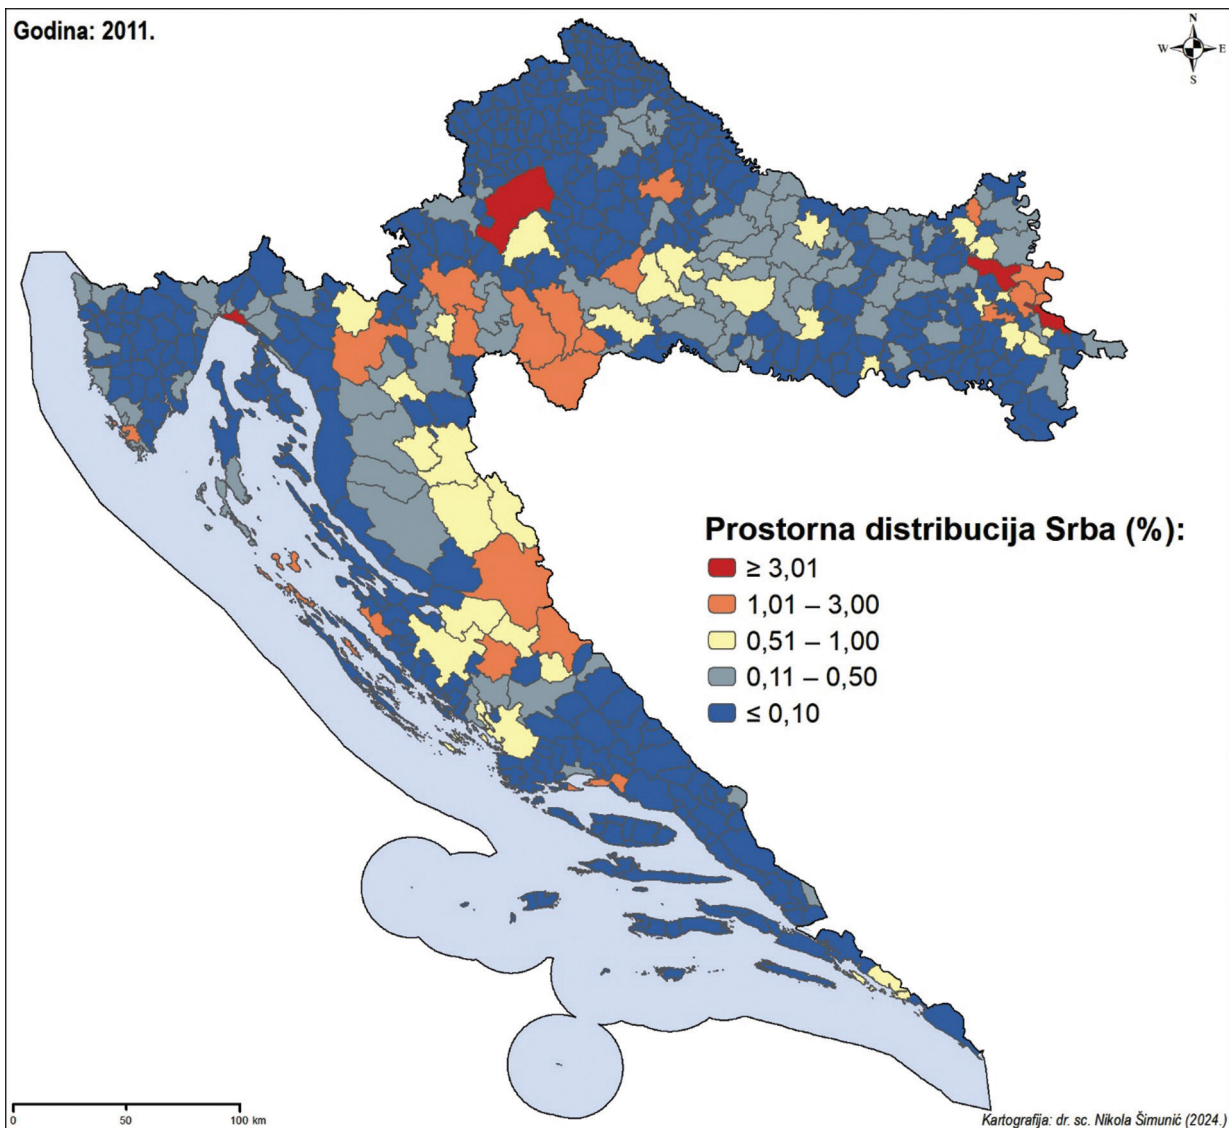 Godina: 2011.
N
W E
S
Prostorna distribucija Srba (%):
≥ 3,01
1,01 – 3,00
0,51 – 1,00
0,11 – 0,50
≤ 0,10
0 50 100 km
Kartografija: dr. sc. Nikola Šimunić (2024.)